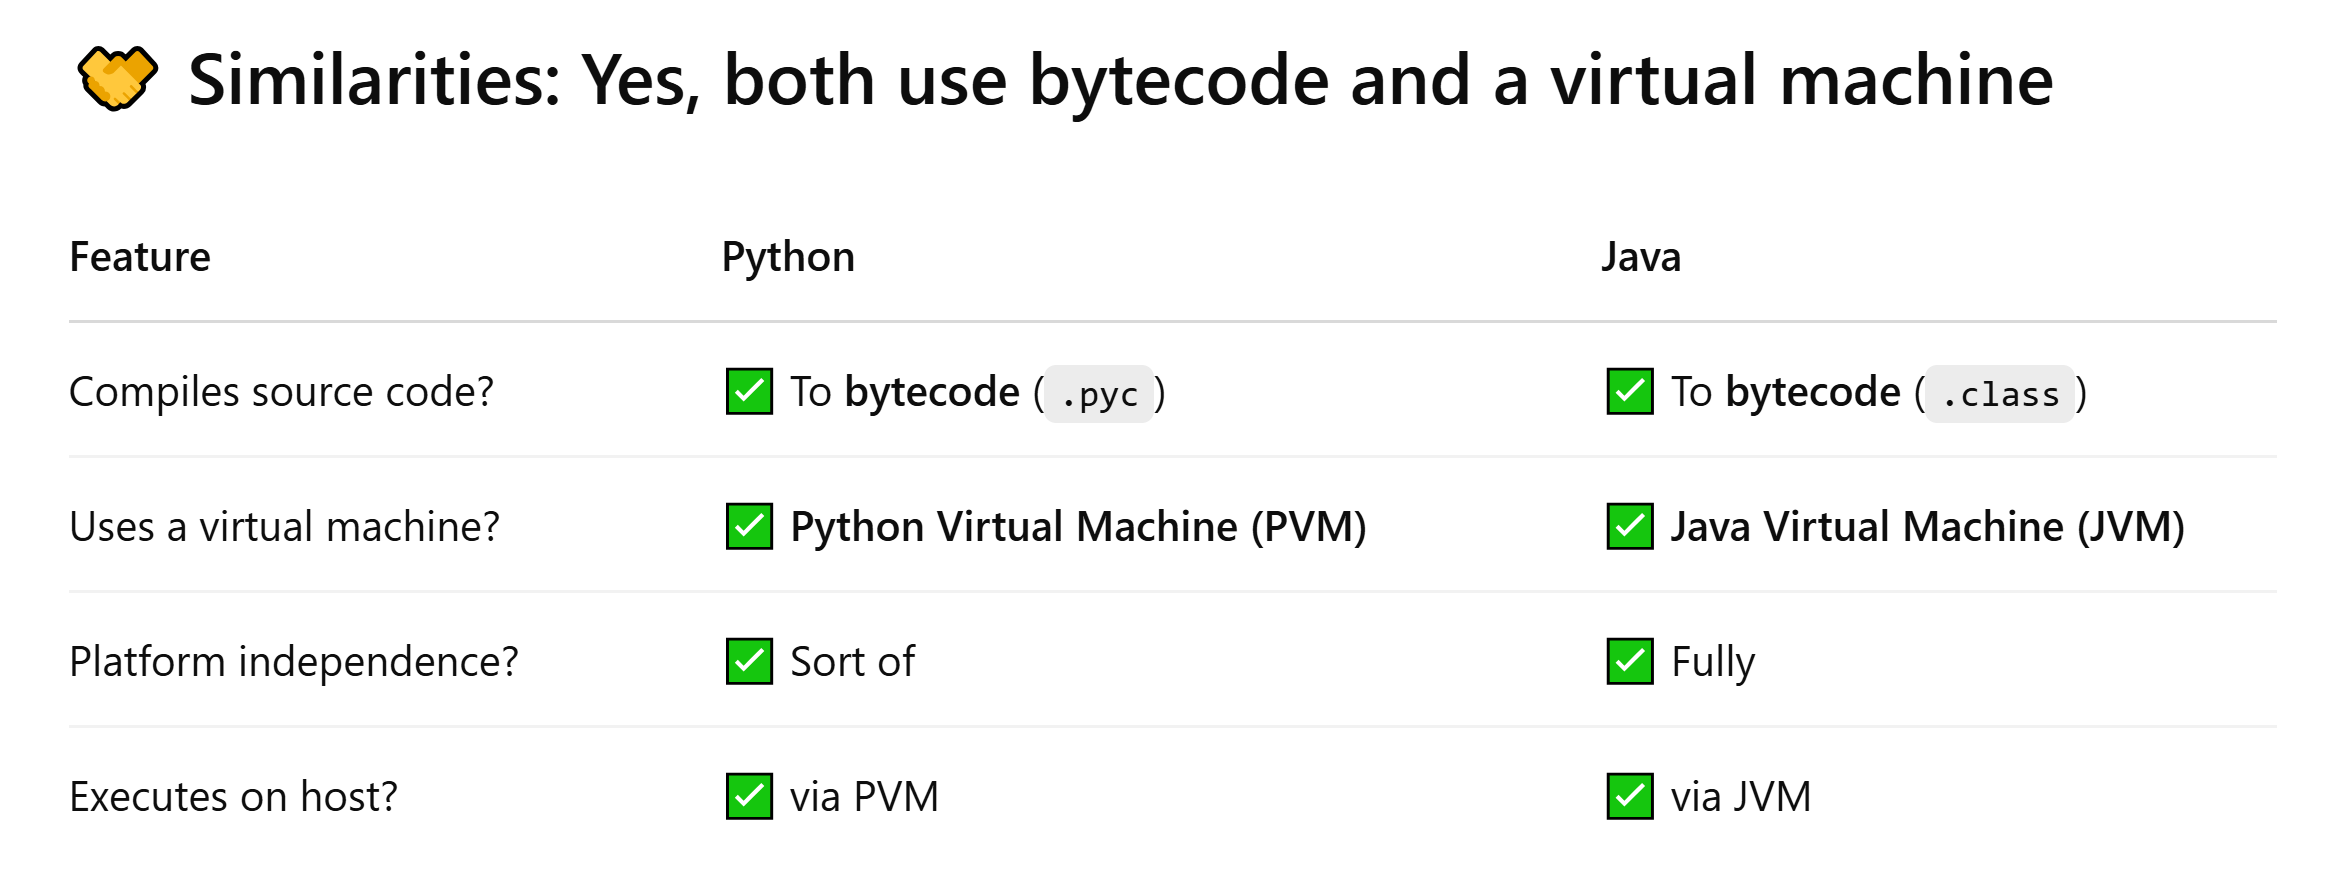 🤝 Similarities: Yes, both use bytecode and a virtual machine
Feature Python Java
Compiles source code? ✅ To bytecode (.pyc) ✅ To bytecode (.class)
Uses a virtual machine? ✅ Python Virtual Machine (PVM) ✅ Java Virtual Machine (JVM)
Platform independence? ✅ Sort of ✅ Fully
Executes on host? ✅ via PVM ✅ via JVM